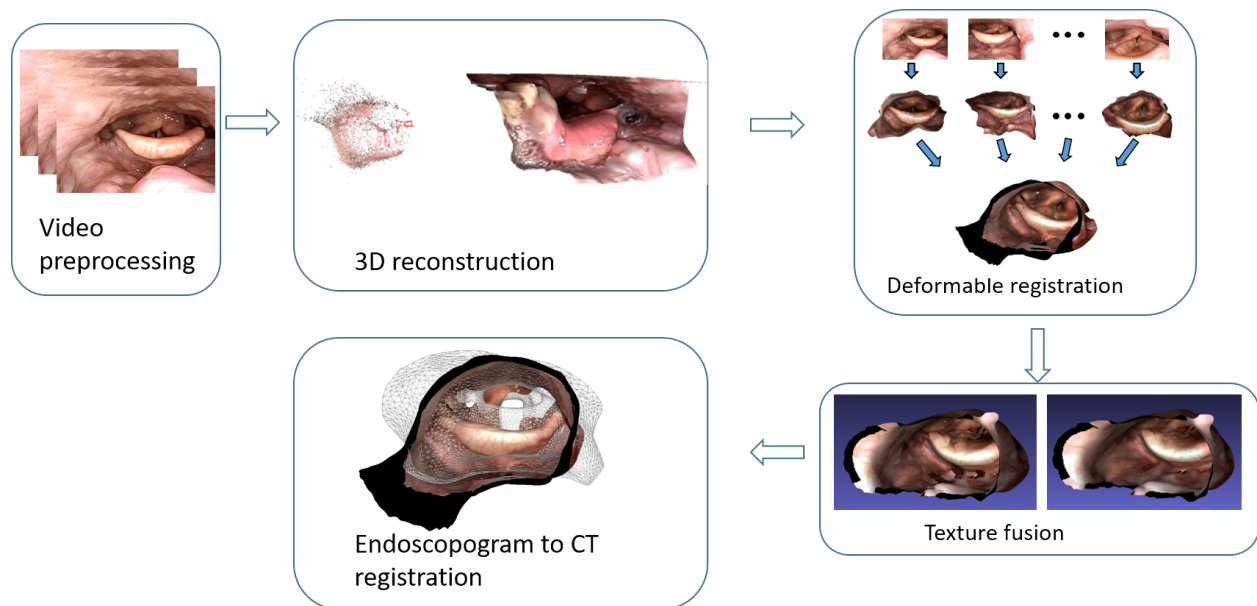 Video
preprocessing
3D reconstruction
Deformable registration
Texture fusion
Endoscopogram to CT
registration